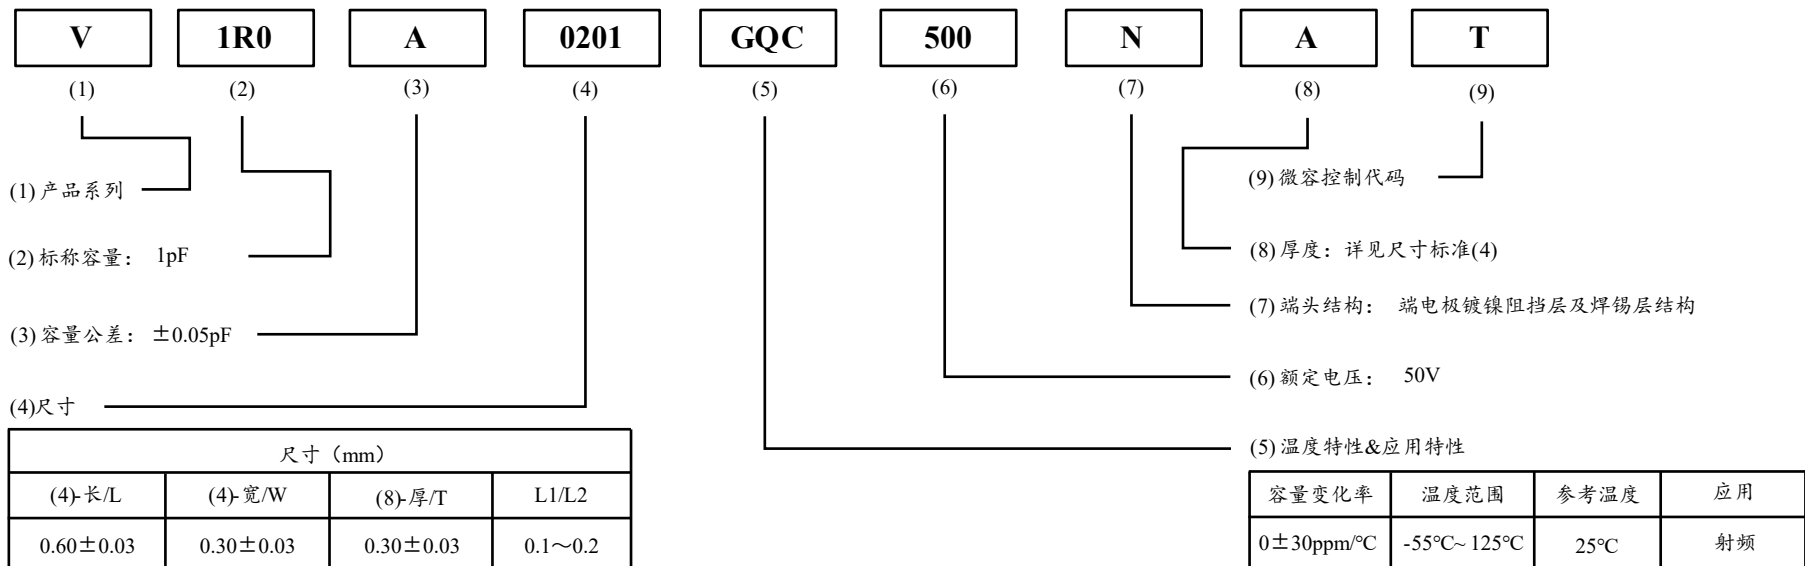 V 1R0 A 0201 GQC 500 N A T
(1) (2) (3) (4) (5) (6) (7) (8) (9)
(1)产品系列
(2)标称容量： 1pF
(3)容量公差： ±0.05pF
(4)尺寸
尺寸（mm）
(4)-长/L (4)-宽/W (8)-厚/T L1/L2
0.60±0.03 0.30±0.03 0.30±0.03 0.1～0.2
(9)微容控制代码
(8)厚度：详见尺寸标准(4)
(7)端头结构： 端电极镀镍阻挡层及焊锡层结构
(6)额定电压： 50V
(5)温度特性&应用特性
容量变化率 温度范围 参考温度 应用
0±30ppm/℃ -55℃~ 125℃ 25℃ 射频